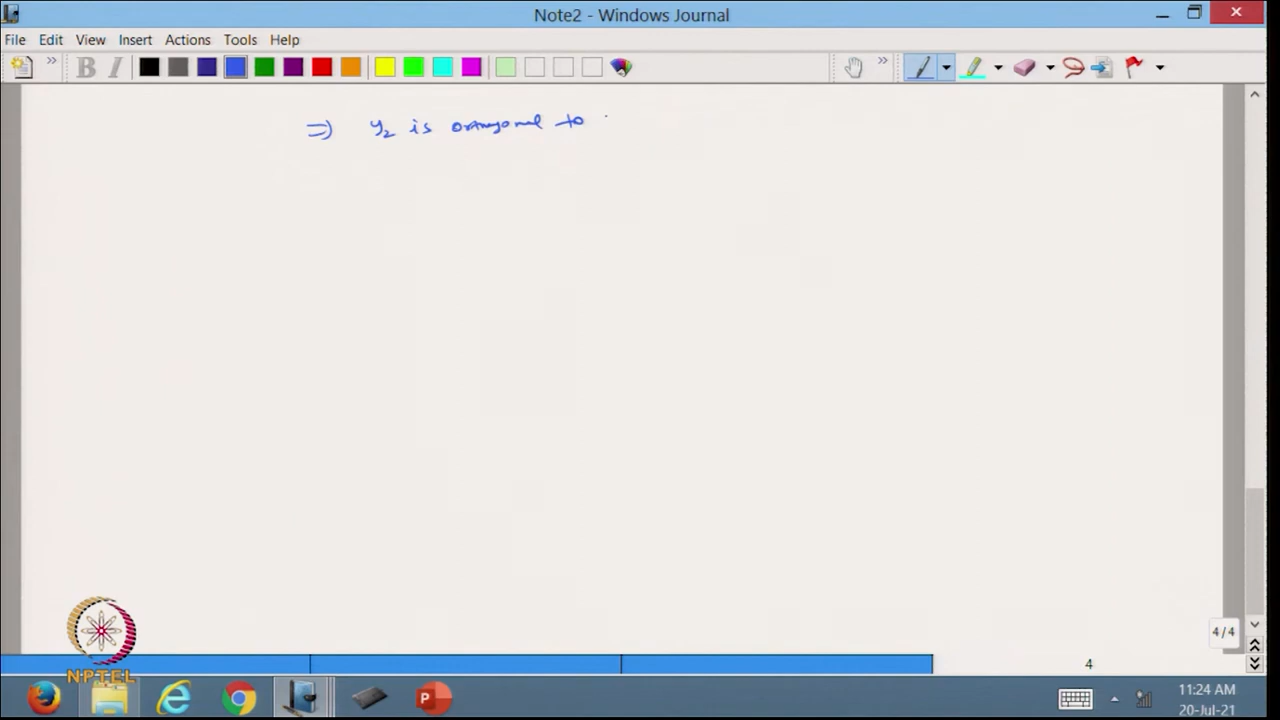 Note2 - Windows Journal
File Edit View Insert Actions Tools Help
B I
⇒ y₂ is orthogonal to
4/4
4
NPTEL
11:24 AM
20-Jul-21